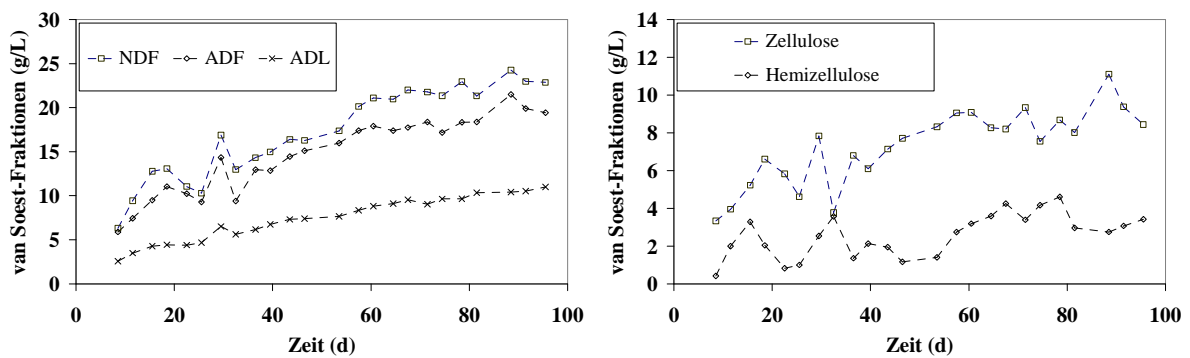 van Soest-Fraktionen (g/L)
30
25
20
15
10
5
0
NDF ADF ADL
0 20 40 60 80 100
Zeit (d)
van Soest-Fraktionen (g/L)
14
12
10
8
6
4
2
0
Zellulose
Hemizellulose
0 20 40 60 80 100
Zeit (d)